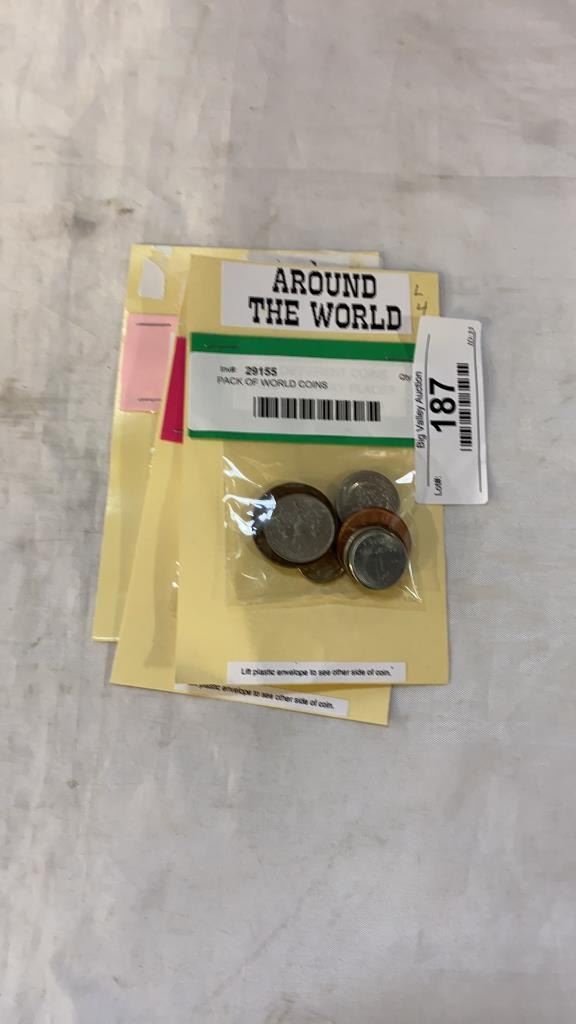 AROUND
THE WORLD
Inv#: 29155
PACK OF WORLD COINS
Qty
Big Valley Auction
Lot#: 187
Lift plastic envelope to see other side of coin.
plastic envelope to see other side of coin.